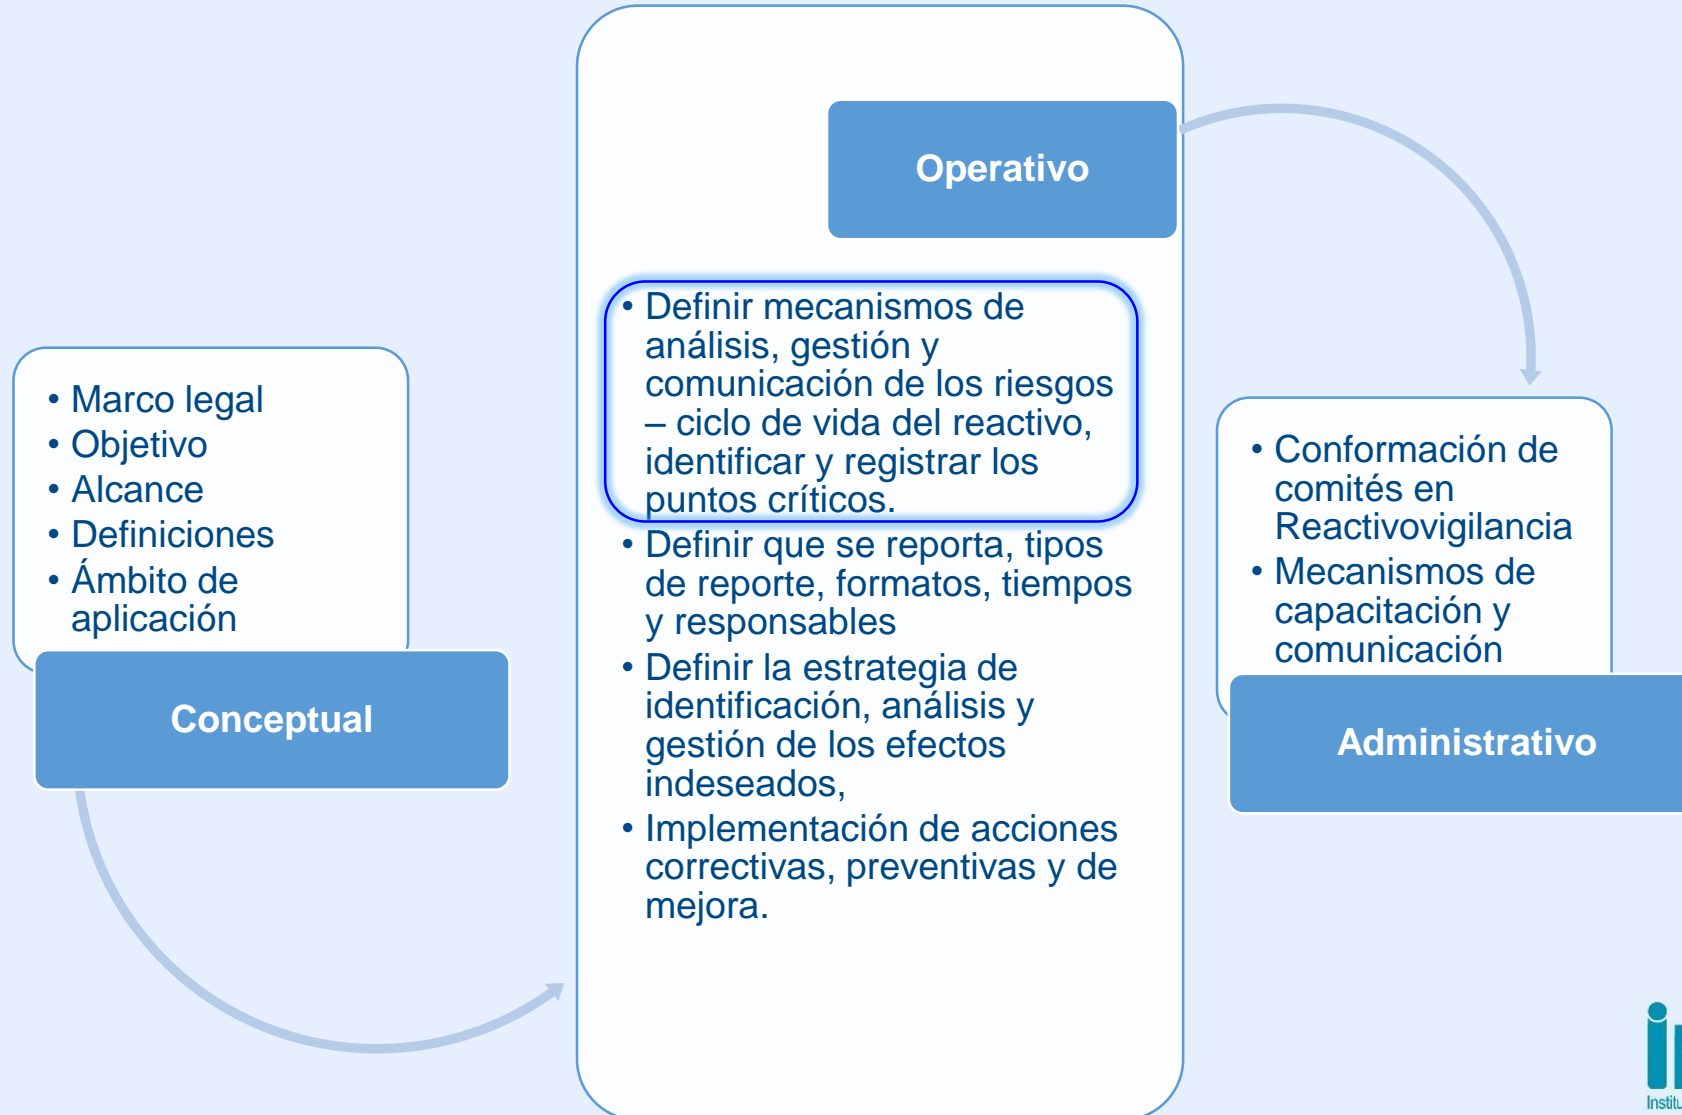 • Marco legal
• Objetivo
• Alcance
• Definiciones
• Ámbito de
aplicación
Conceptual
Operativo
• Definir mecanismos de
análisis, gestión y
comunicación de los riesgos
– ciclo de vida del reactivo,
identificar y registrar los
puntos críticos.
• Definir que se reporta, tipos
de reporte, formatos, tiempos
y responsables
• Definir la estrategia de
identificación, análisis y
gestión de los efectos
indeseados,
• Implementación de acciones
correctivas, preventivas y de
mejora.
• Conformación de
comités en
Reactivovigilancia
• Mecanismos de
capacitación y
comunicación
Administrativo